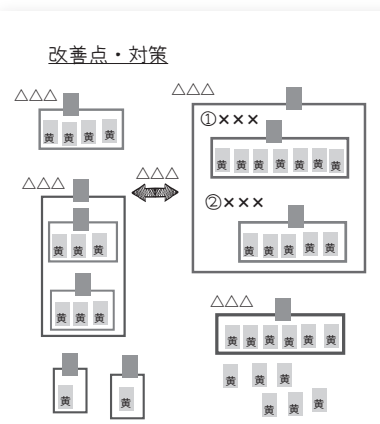 改善点・対策
△△△
黄 黄 黄 黄
△△△
黄 黄 黄
黄 黄 黄
黄
黄
△△△
△△△
①×××
黄 黄 黄 黄 黄 黄 黄
②×××
黄 黄 黄 黄 黄
△△△
黄 黄 黄 黄 黄 黄
黄 黄 黄
黄 黄 黄